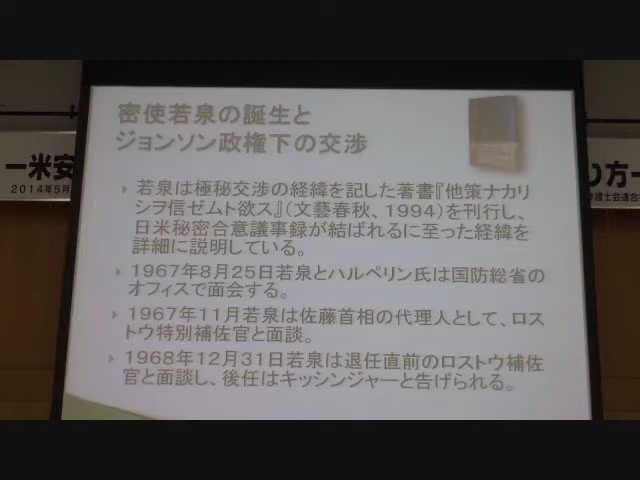 密使若泉の誕生と
ジョンソン政権下の交渉
一米安
2014年5月
り方一
護士会連合
若泉は極秘交渉の経緯を記した著書『他策ナカリ
シヲ信ゼムト欲ス』（文藝春秋、1994）を刊行し、
日米秘密合意議事録が結ばれるに至った経緯を
詳細に説明している。
1967年8月25日若泉とハルペリン氏は国防総省の
オフィスで面会する。
1967年11月若泉は佐藤首相の代理人として、ロス
トウ特別補佐官と面談。
1968年12月31日若泉は退任直前のロストウ補佐
官と面談し、後任はキッシンジャーと告げられる。